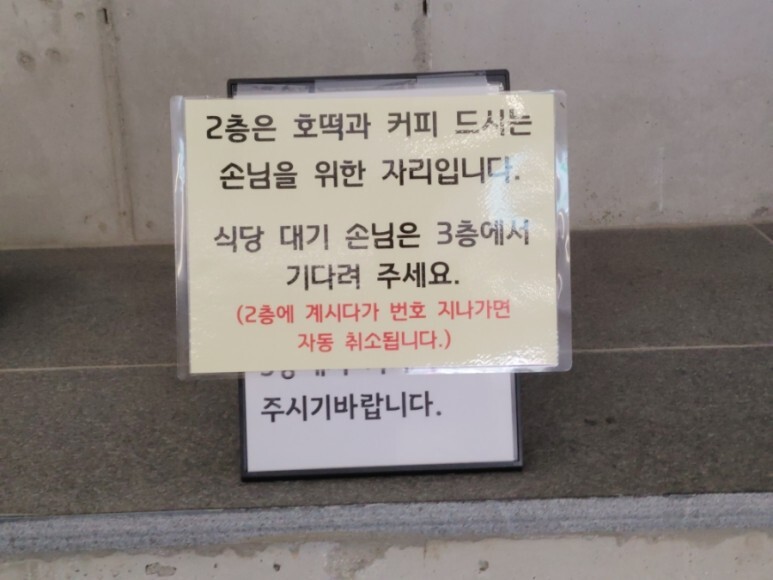 2층은 호떡과 커피 드시는
손님을 위한 자리입니다.
식당 대기 손님은 3층에서
기다려 주세요.
(2층에 계시다가 번호 지나가면
자동 취소됩니다.)
주시기바랍니다.